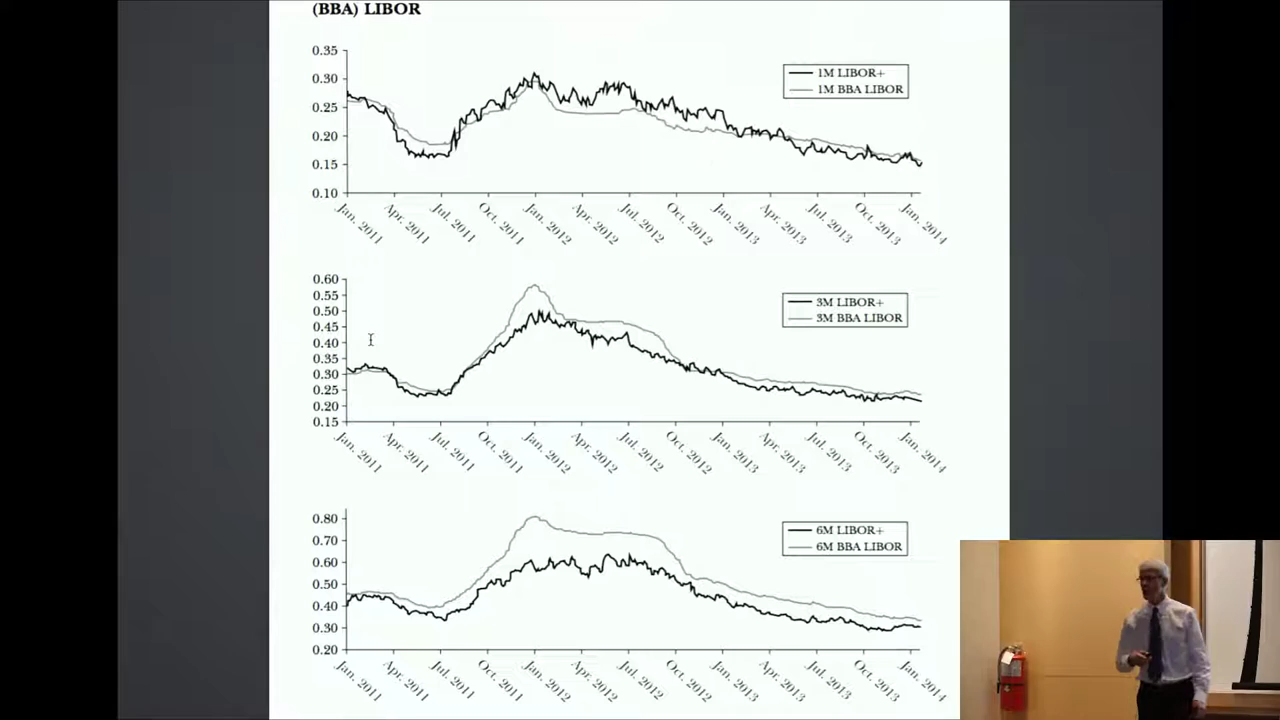 (BBA) LIBOR
0.35
0.30
0.25
0.20
0.15
0.10
1M LIBOR+
1M BBA LIBOR
Jan. 2011
Apr. 2011
Jul. 2011
Oct. 2011
Jan. 2012
Apr. 2012
Jul. 2012
Oct. 2012
Jan. 2013
Apr. 2013
Jul. 2013
Oct. 2013
Jan. 2014
0.60
0.55
0.50
0.45
0.40
0.35
0.30
0.25
0.20
0.15
3M LIBOR+
3M BBA LIBOR
Jan. 2011
Apr. 2011
Jul. 2011
Oct. 2011
Jan. 2012
Apr. 2012
Jul. 2012
Oct. 2012
Jan. 2013
Apr. 2013
Jul. 2013
Oct. 2013
Jan. 2014
0.80
0.70
0.60
0.50
0.40
0.30
0.20
6M LIBOR+
6M BBA LIBOR
Jan. 2011
Apr. 2011
Jul. 2011
Oct. 2011
Jan. 2012
Apr. 2012
Jul. 2012
Oct. 2012
Jan. 2013
Apr. 2013
Jul. 2013
Oct. 2013
Jan. 2014